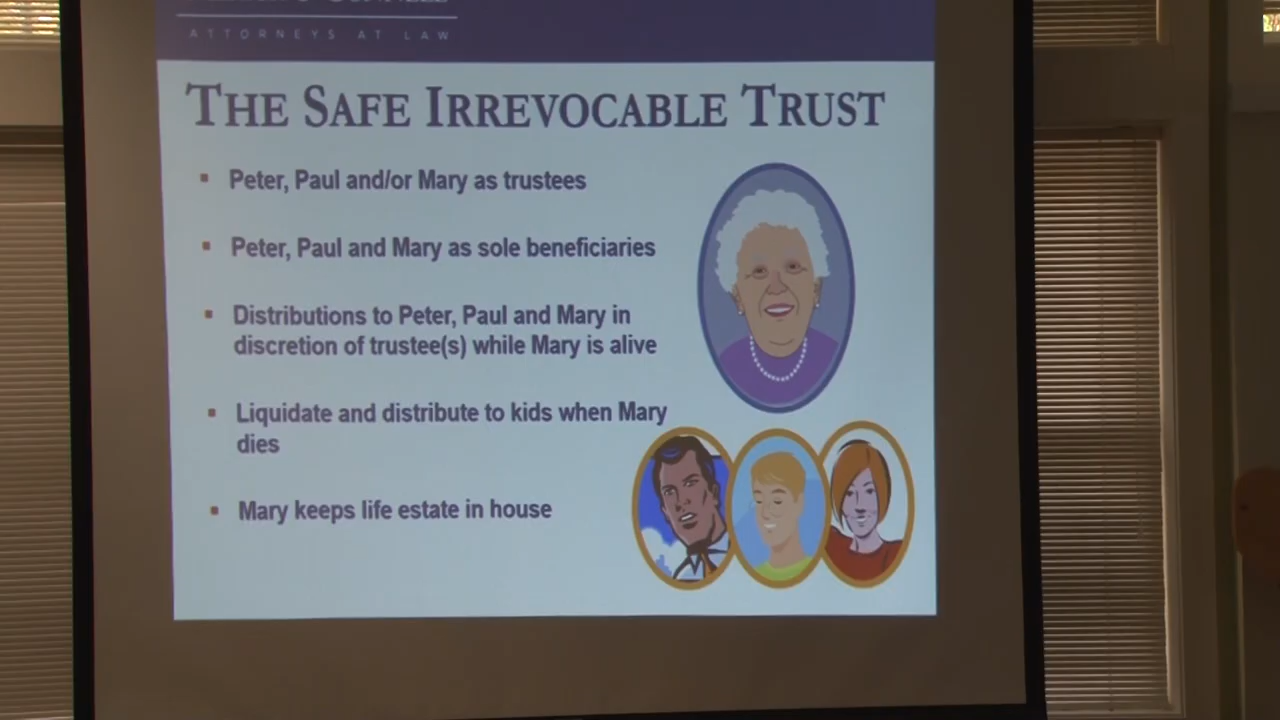 ATTORNEYS AT LAW
THE SAFE IRREVOCABLE TRUST
▪ Peter, Paul and/or Mary as trustees
▪ Peter, Paul and Mary as sole beneficiaries
▪ Distributions to Peter, Paul and Mary in
discretion of trustee(s) while Mary is alive
▪ Liquidate and distribute to kids when Mary
dies
▪ Mary keeps life estate in house